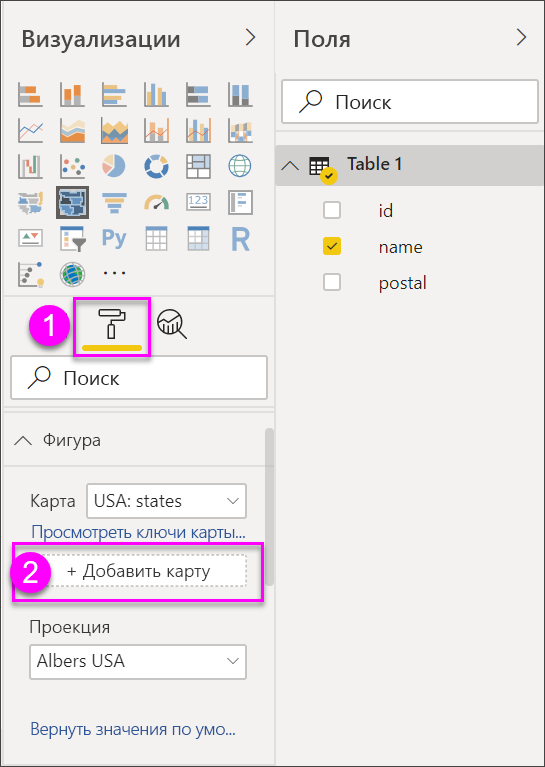 Визуализации
123
Py
R
1
Поиск
Фигура
Карта
USA: states
Просмотреть ключи карты...
2
+ Добавить карту
Проекция
Albers USA
Вернуть значения по умо...
Поля
Поиск
Table 1
id
name
postal